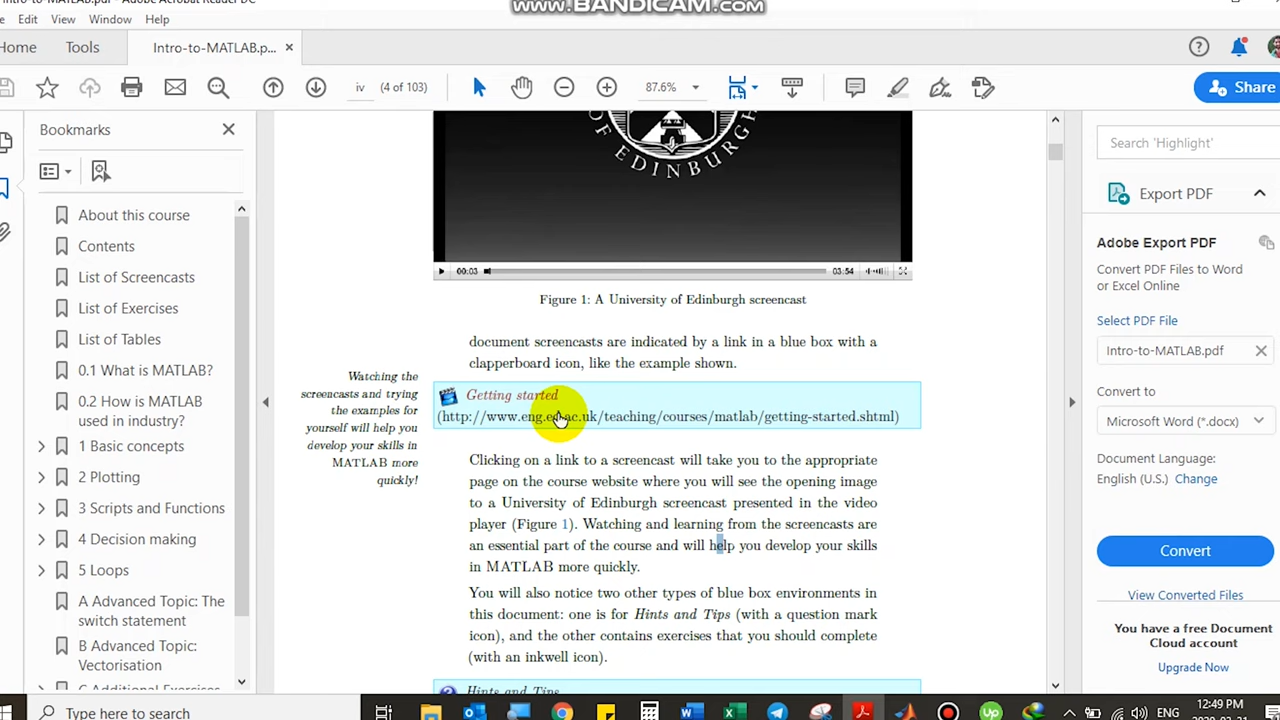 Intro-to-MATLAB.pdf - Adobe Acrobat Reader DC
www.BANDICAM.com
Edit View Window Help
Home Tools Intro-to-MATLAB.p... ×
iv (4 of 103) 87.6% Share
Bookmarks
About this course
Contents
List of Screencasts
List of Exercises
List of Tables
0.1 What is MATLAB?
0.2 How is MATLAB
used in industry?
1 Basic concepts
2 Plotting
3 Scripts and Functions
4 Decision making
5 Loops
A Advanced Topic: The
switch statement
B Advanced Topic:
Vectorisation
C Additional Exercises
OF EDINBURGH
00:03 03:54
Figure 1: A University of Edinburgh screencast
document screencasts are indicated by a link in a blue box with a
clapperboard icon, like the example shown.
Watching the
screencasts and trying
the examples for
yourself will help you
develop your skills in
MATLAB more
quickly!
Getting started
(http://www.eng.ed.ac.uk/teaching/courses/matlab/getting-started.shtml)
Clicking on a link to a screencast will take you to the appropriate
page on the course website where you will see the opening image
to a University of Edinburgh screencast presented in the video
player (Figure 1). Watching and learning from the screencasts are
an essential part of the course and will help you develop your skills
in MATLAB more quickly.
You will also notice two other types of blue box environments in
this document: one is for Hints and Tips (with a question mark
icon), and the other contains exercises that you should complete
(with an inkwell icon).
Hints and Tips
Search 'Highlight'
Export PDF
Adobe Export PDF
Convert PDF Files to Word
or Excel Online
Select PDF File
Intro-to-MATLAB.pdf
Convert to
Microsoft Word (*.docx)
Document Language:
English (U.S.) Change
Convert
View Converted Files
You have a free Document
Cloud account
Upgrade Now
Type here to search
ENG
12:49 PM